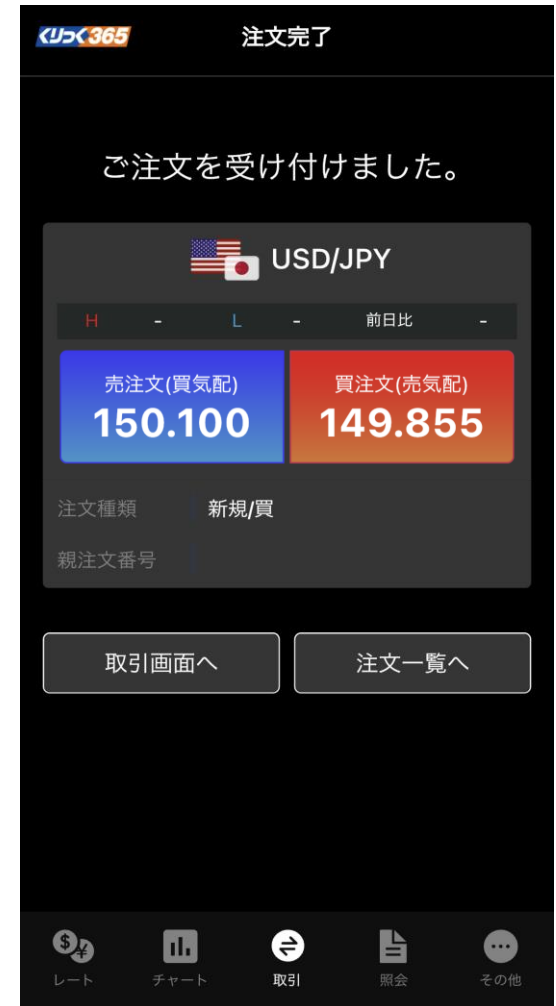 くりっく365
注文完了
ご注文を受け付けました。
USD/JPY
H - L - 前日比 -
売注文(買気配) 買注文(売気配)
150.100 149.855
注文種類 新規/買
親注文番号
取引画面へ 注文一覧へ
レート チャート 取引 照会 その他